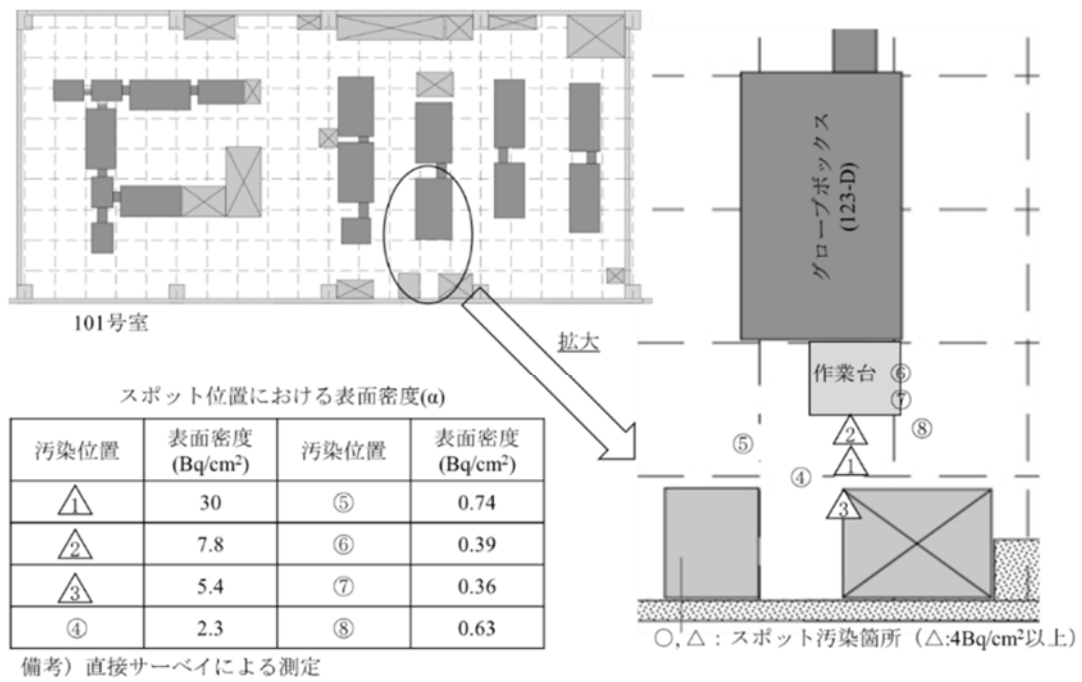 101号室
拡大
グローブボックス
(123-D)
作業台
⑥
⑦
⑧
2
⑤
1
④
3
○, △：スポット汚染箇所（△:4Bq/cm²以上）
スポット位置における表面密度(α)
汚染位置 表面密度 (Bq/cm²) 汚染位置 表面密度 (Bq/cm²)
1 30 ⑤ 0.74
2 7.8 ⑥ 0.39
3 5.4 ⑦ 0.36
④ 2.3 ⑧ 0.63
備考）直接サーベイによる測定